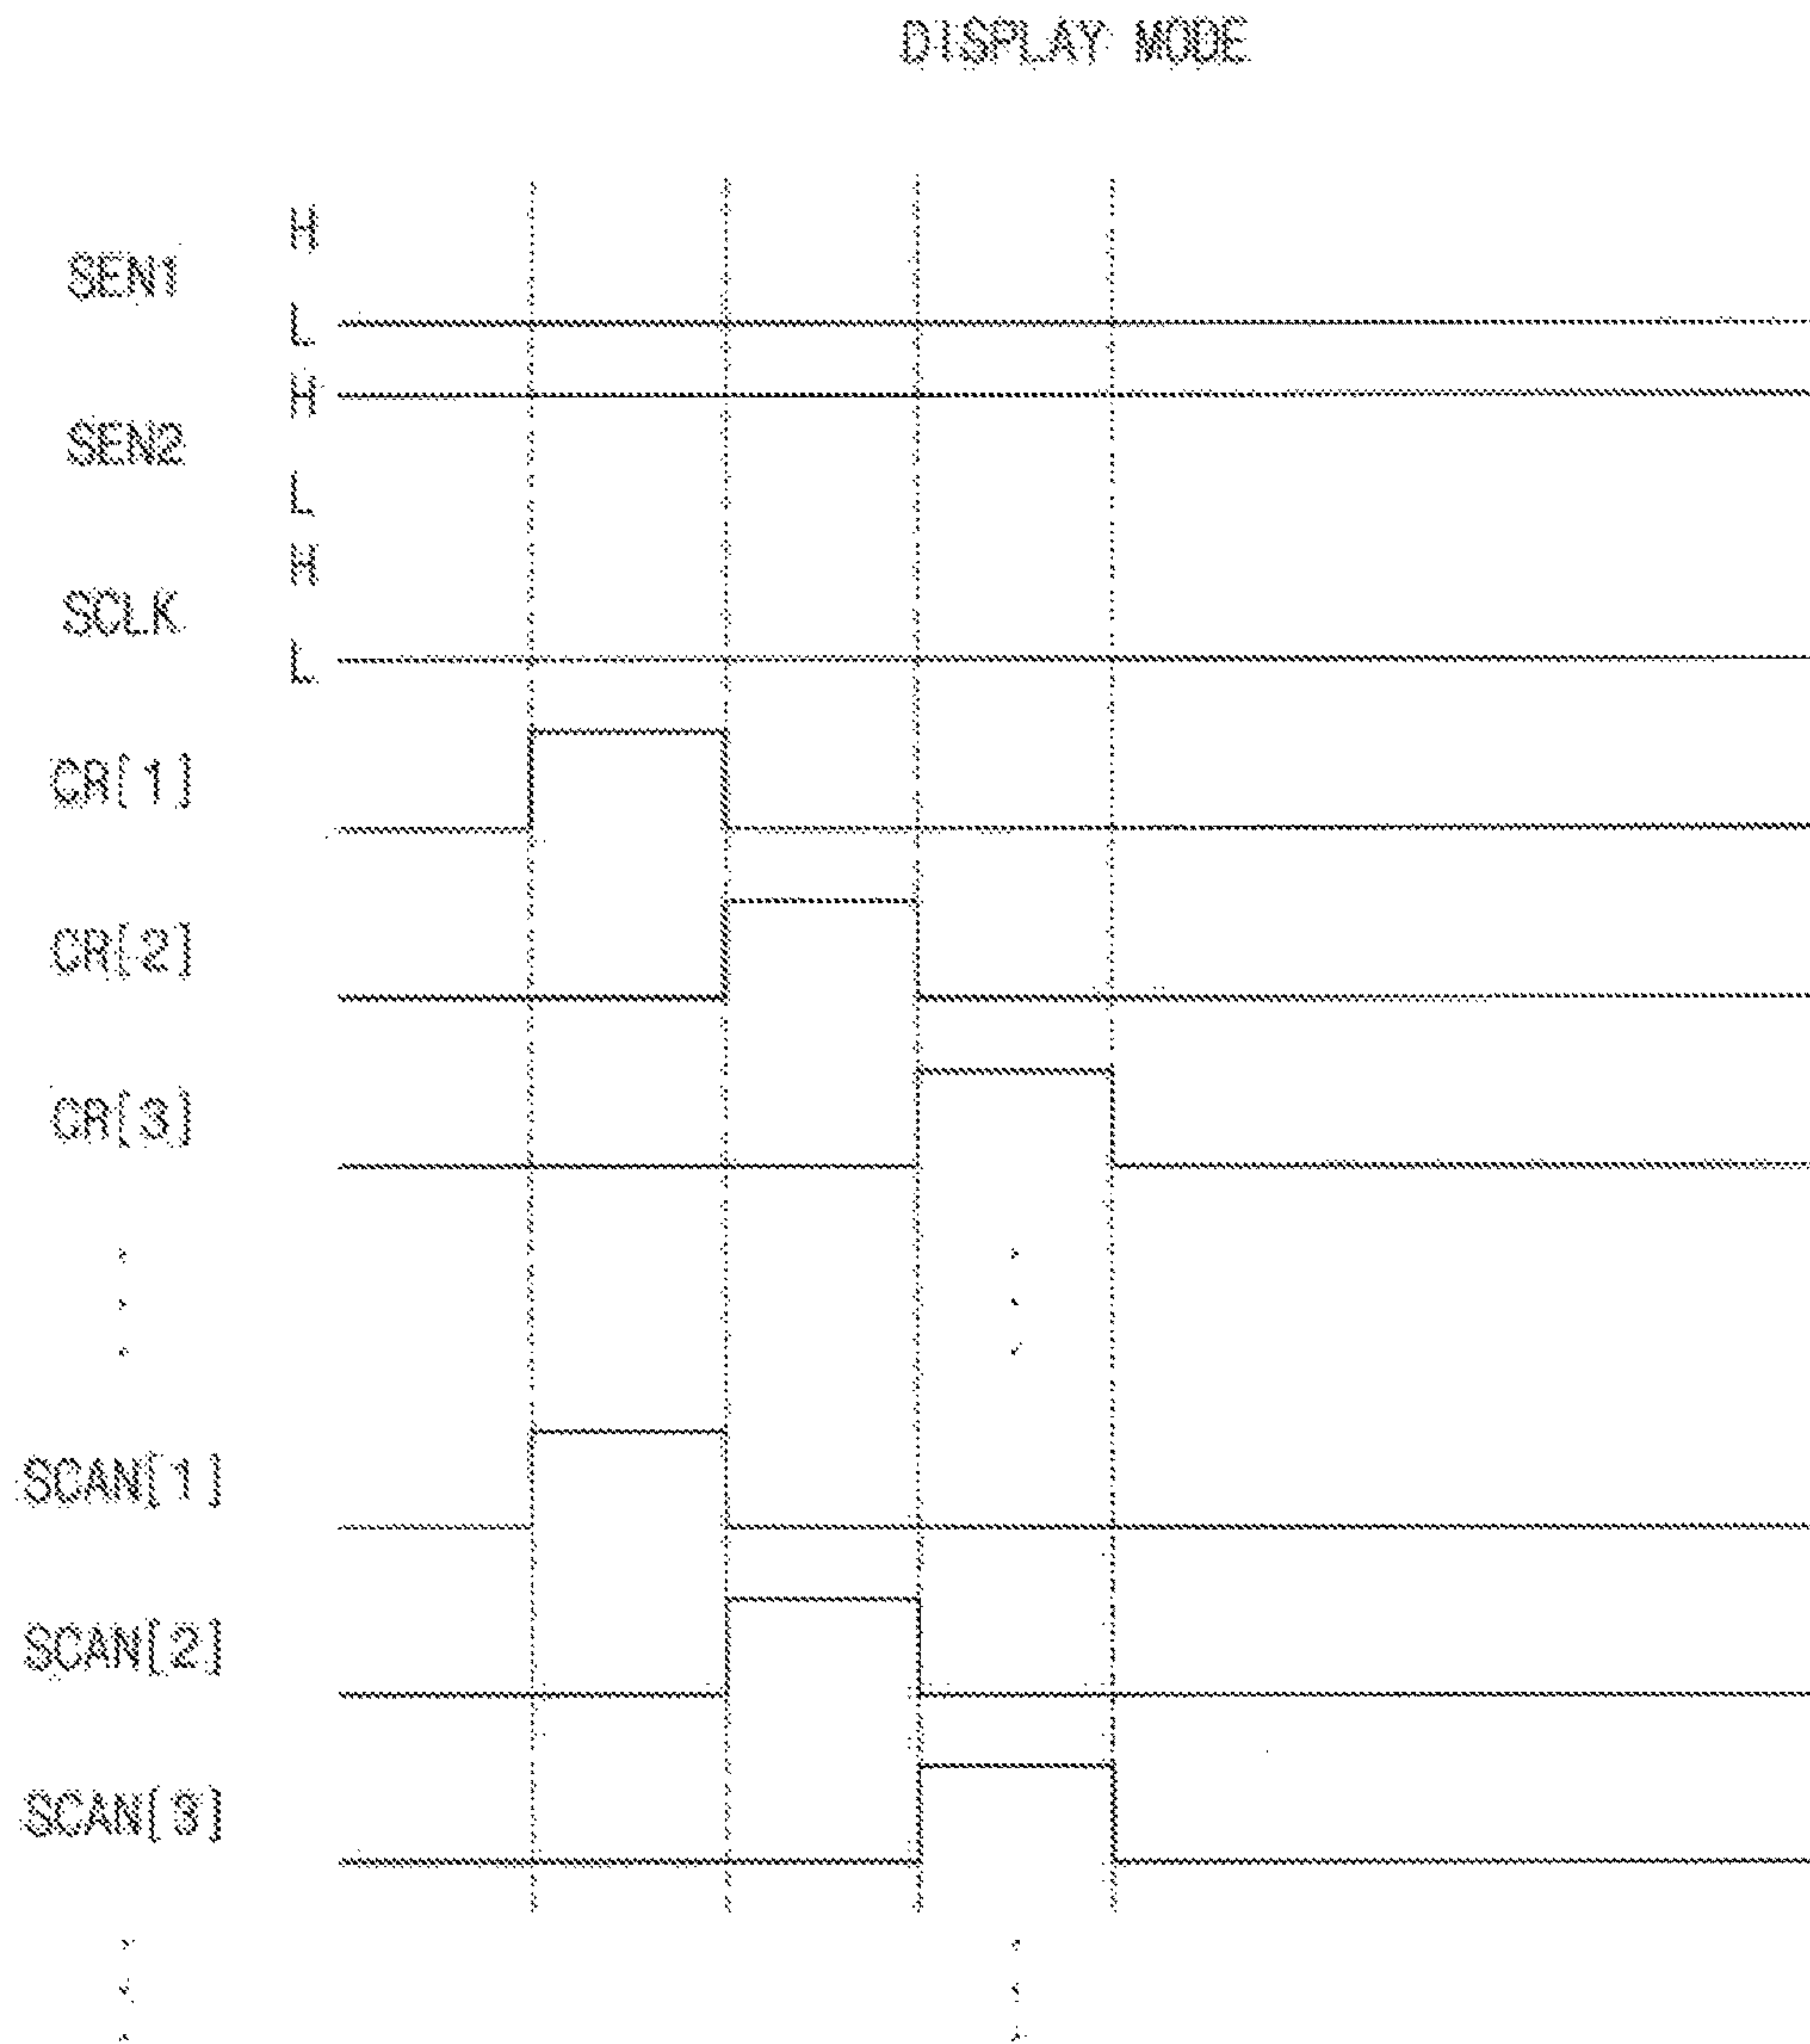 DISPLAY MODE
H
SEN1
L
H
SEN2
L
H
SCLK
L
CR[1]
CR[2]
CR[3]
SCAN[1]
SCAN[2]
SCAN[3]